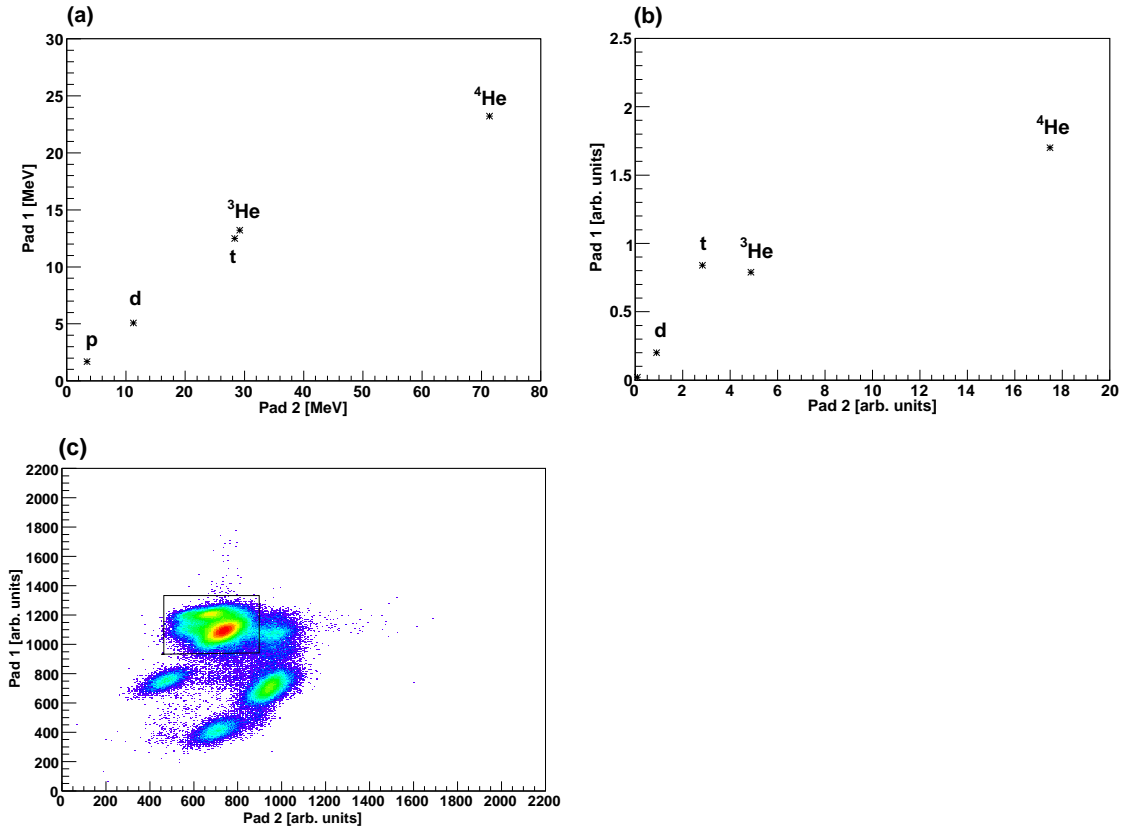 (a)
30
25
20
15
10
5
0
Pad 1 [MeV]
⁴He
³He
t
d
p
0 10 20 30 40 50 60 70 80
Pad 2 [MeV]
(b)
2.5
2
1.5
1
0.5
0
Pad 1 [arb. units]
⁴He
t ³He
d
0 2 4 6 8 10 12 14 16 18 20
Pad 2 [arb. units]
(c)
2200
2000
1800
1600
1400
1200
1000
800
600
400
200
0
Pad 1 [arb. units]
0 200 400 600 800 1000 1200 1400 1600 1800 2000 2200
Pad 2 [arb. units]